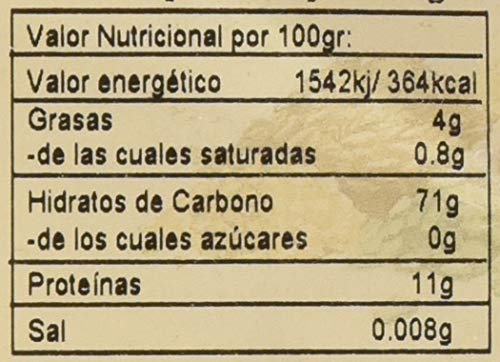 Valor Nutricional por 100gr:
Valor energético 1542kj/ 364kcal
Grasas 4g
-de las cuales saturadas 0.8g
Hidratos de Carbono 71g
-de los cuales azúcares 0g
Proteínas 11g
Sal 0.008g